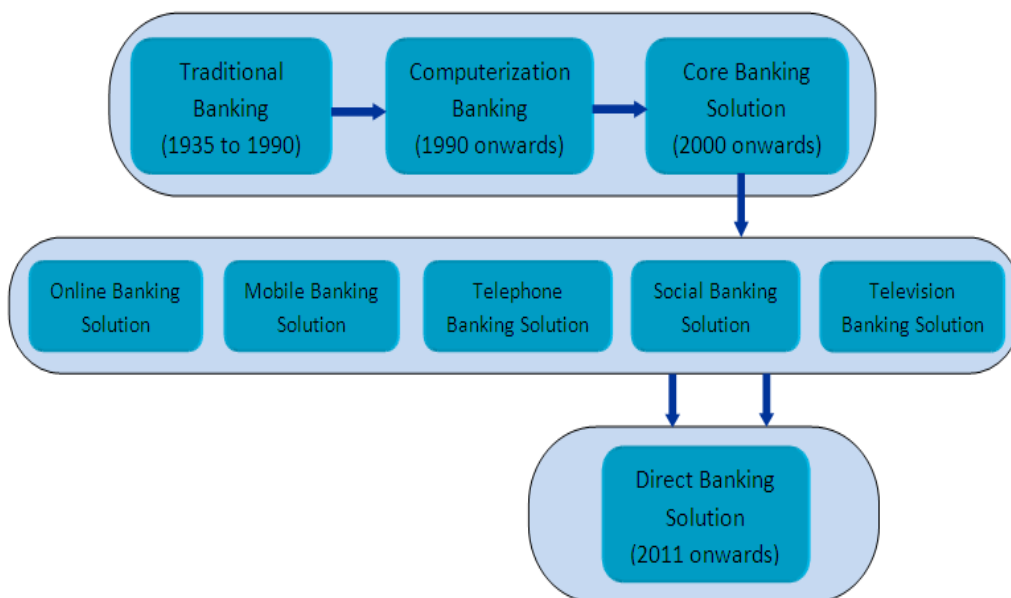 Traditional
Banking
(1935 to 1990)
Computerization
Banking
(1990 onwards)
Core Banking
Solution
(2000 onwards)
Online Banking
Solution
Mobile Banking
Solution
Telephone
Banking Solution
Social Banking
Solution
Television
Banking Solution
Direct Banking
Solution
(2011 onwards)